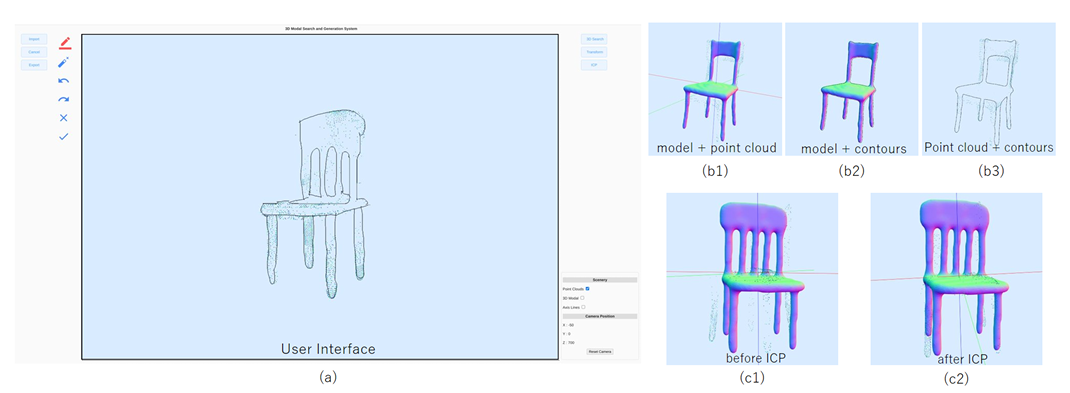 3D Modal Search and Generation System
Import
Cancel
Export
3D Search
Transform
ICP
Scenery
Point Clouds
3D Modal
Axis Lines
Camera Position
X : 50
Y : 0
Z : 700
Reset Camera
User Interface
(a)
model + point cloud
(b1)
model + contours
(b2)
Point cloud + contours
(b3)
before ICP
(c1)
after ICP
(c2)